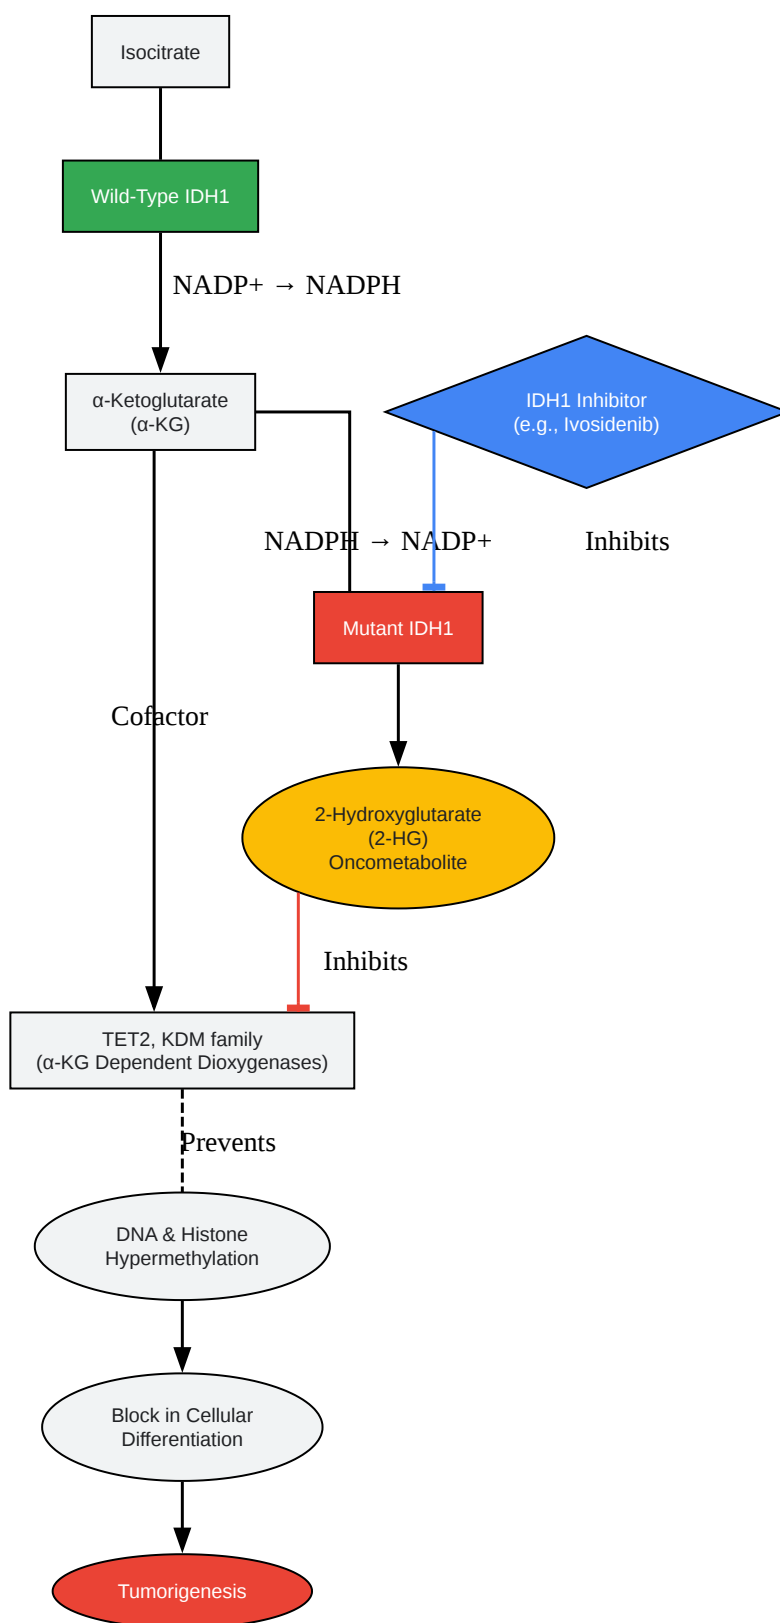 Isocitrate
Wild-Type IDH1
NADP+ → NADPH
α-Ketoglutarate
(α-KG)
IDH1 Inhibitor
(e.g., Ivosidenib)
NADPH → NADP+
Inhibits
Mutant IDH1
Cofactor
2-Hydroxyglutarate
(2-HG)
Oncometabolite
Inhibits
TET2, KDM family
(α-KG Dependent Dioxygenases)
Prevents
DNA & Histone
Hypermethylation
Block in Cellular
Differentiation
Tumorigenesis